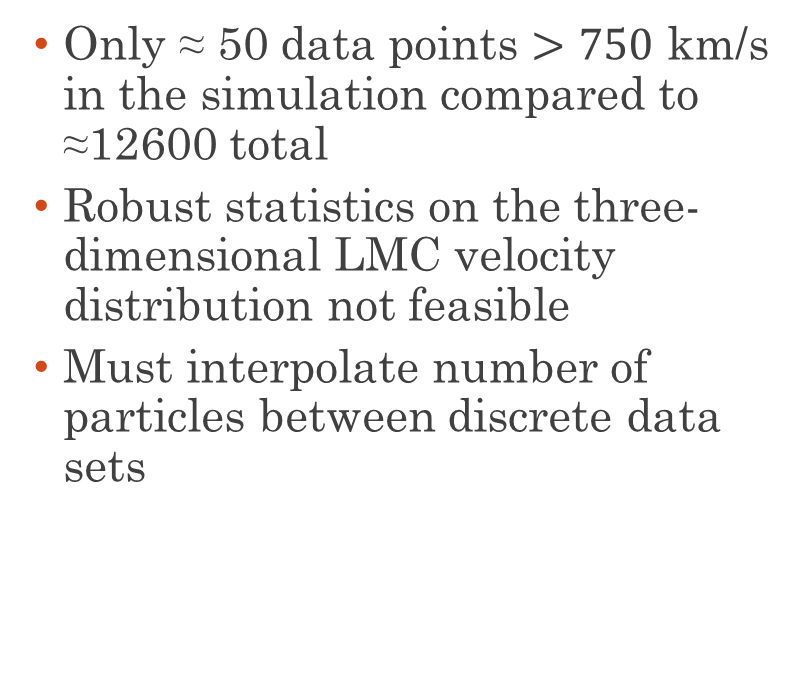 • Only ≈ 50 data points > 750 km/s
in the simulation compared to
≈12600 total
• Robust statistics on the three-
dimensional LMC velocity
distribution not feasible
• Must interpolate number of
particles between discrete data
sets